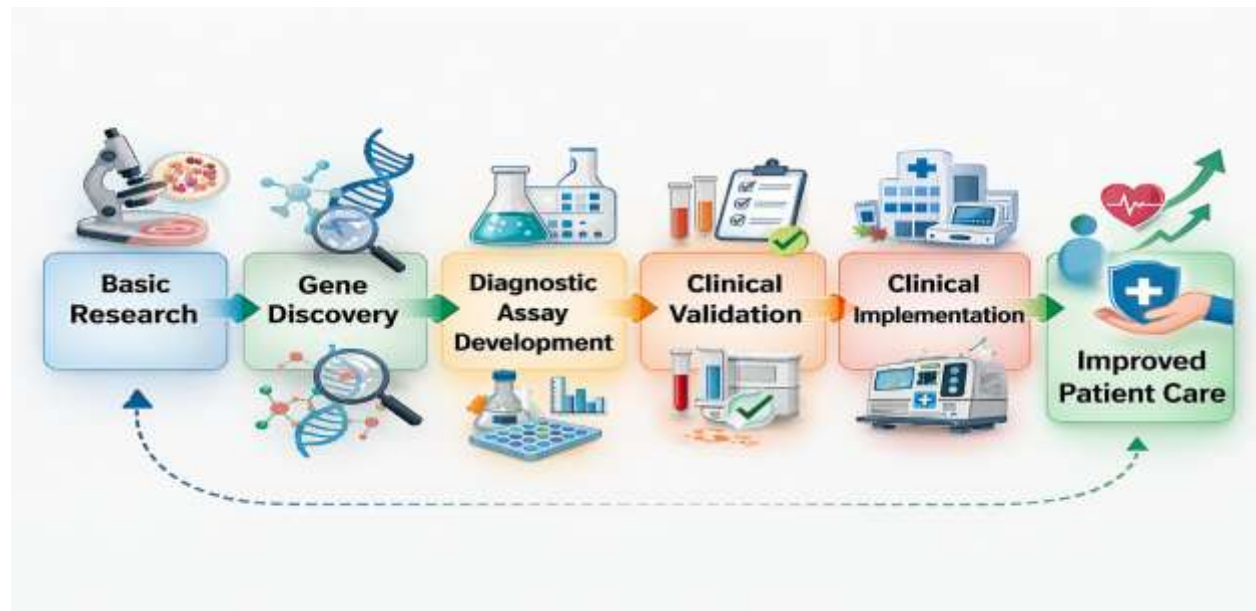 Basic
Research
Gene
Discovery
Diagnostic
Assay
Development
Clinical
Validation
Clinical
Implementation
Improved
Patient Care